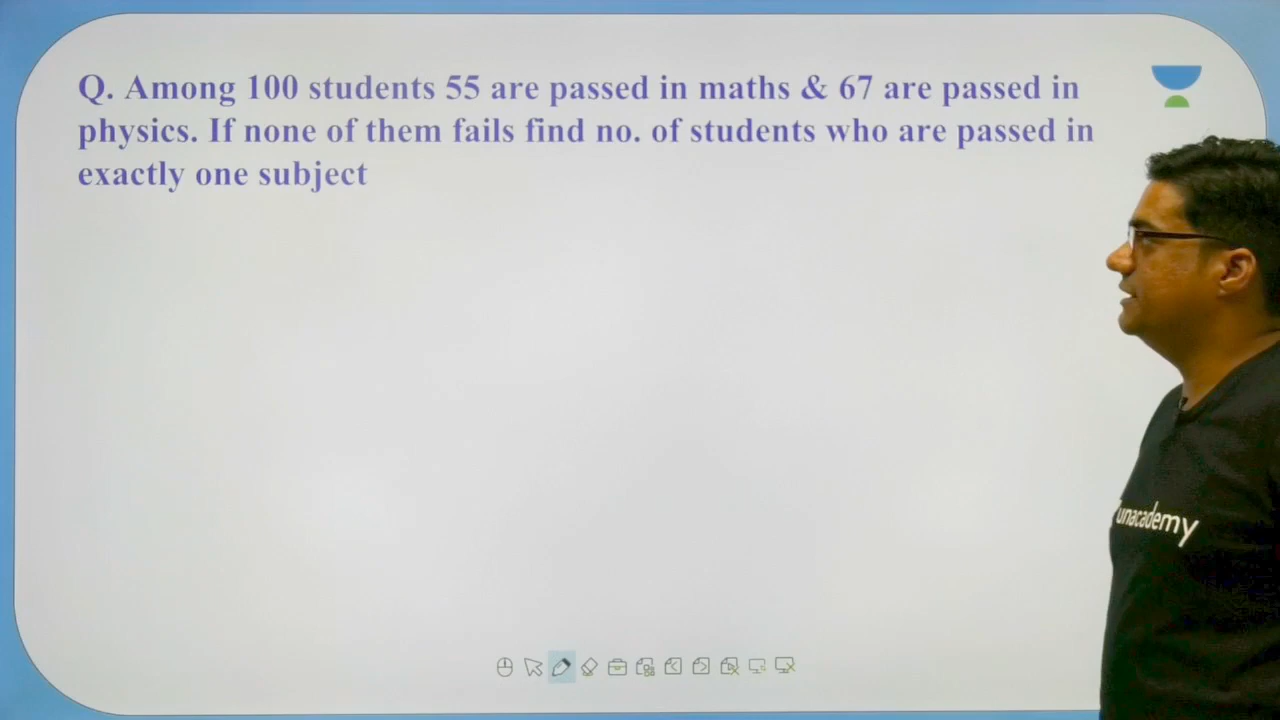 Q. Among 100 students 55 are passed in maths & 67 are passed in
physics. If none of them fails find no. of students who are passed in
exactly one subject
unacademy